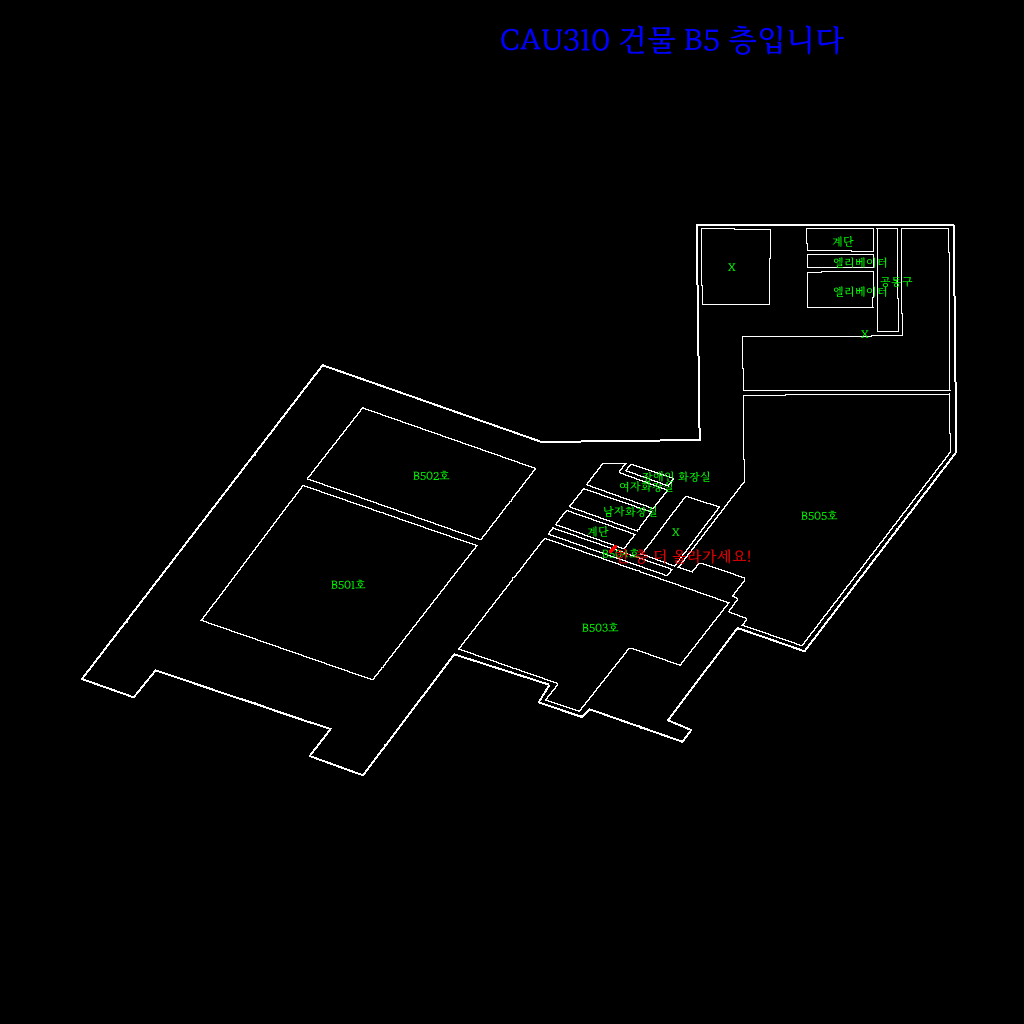 CAU310 건물 B5 층입니다
계단
엘리베이터
X
공동구
엘리베이터
X
B502호
장애인 화장실
여자화장실
남자화장실
B505호
계단
X
더 올라가세요!
B501호
B503호